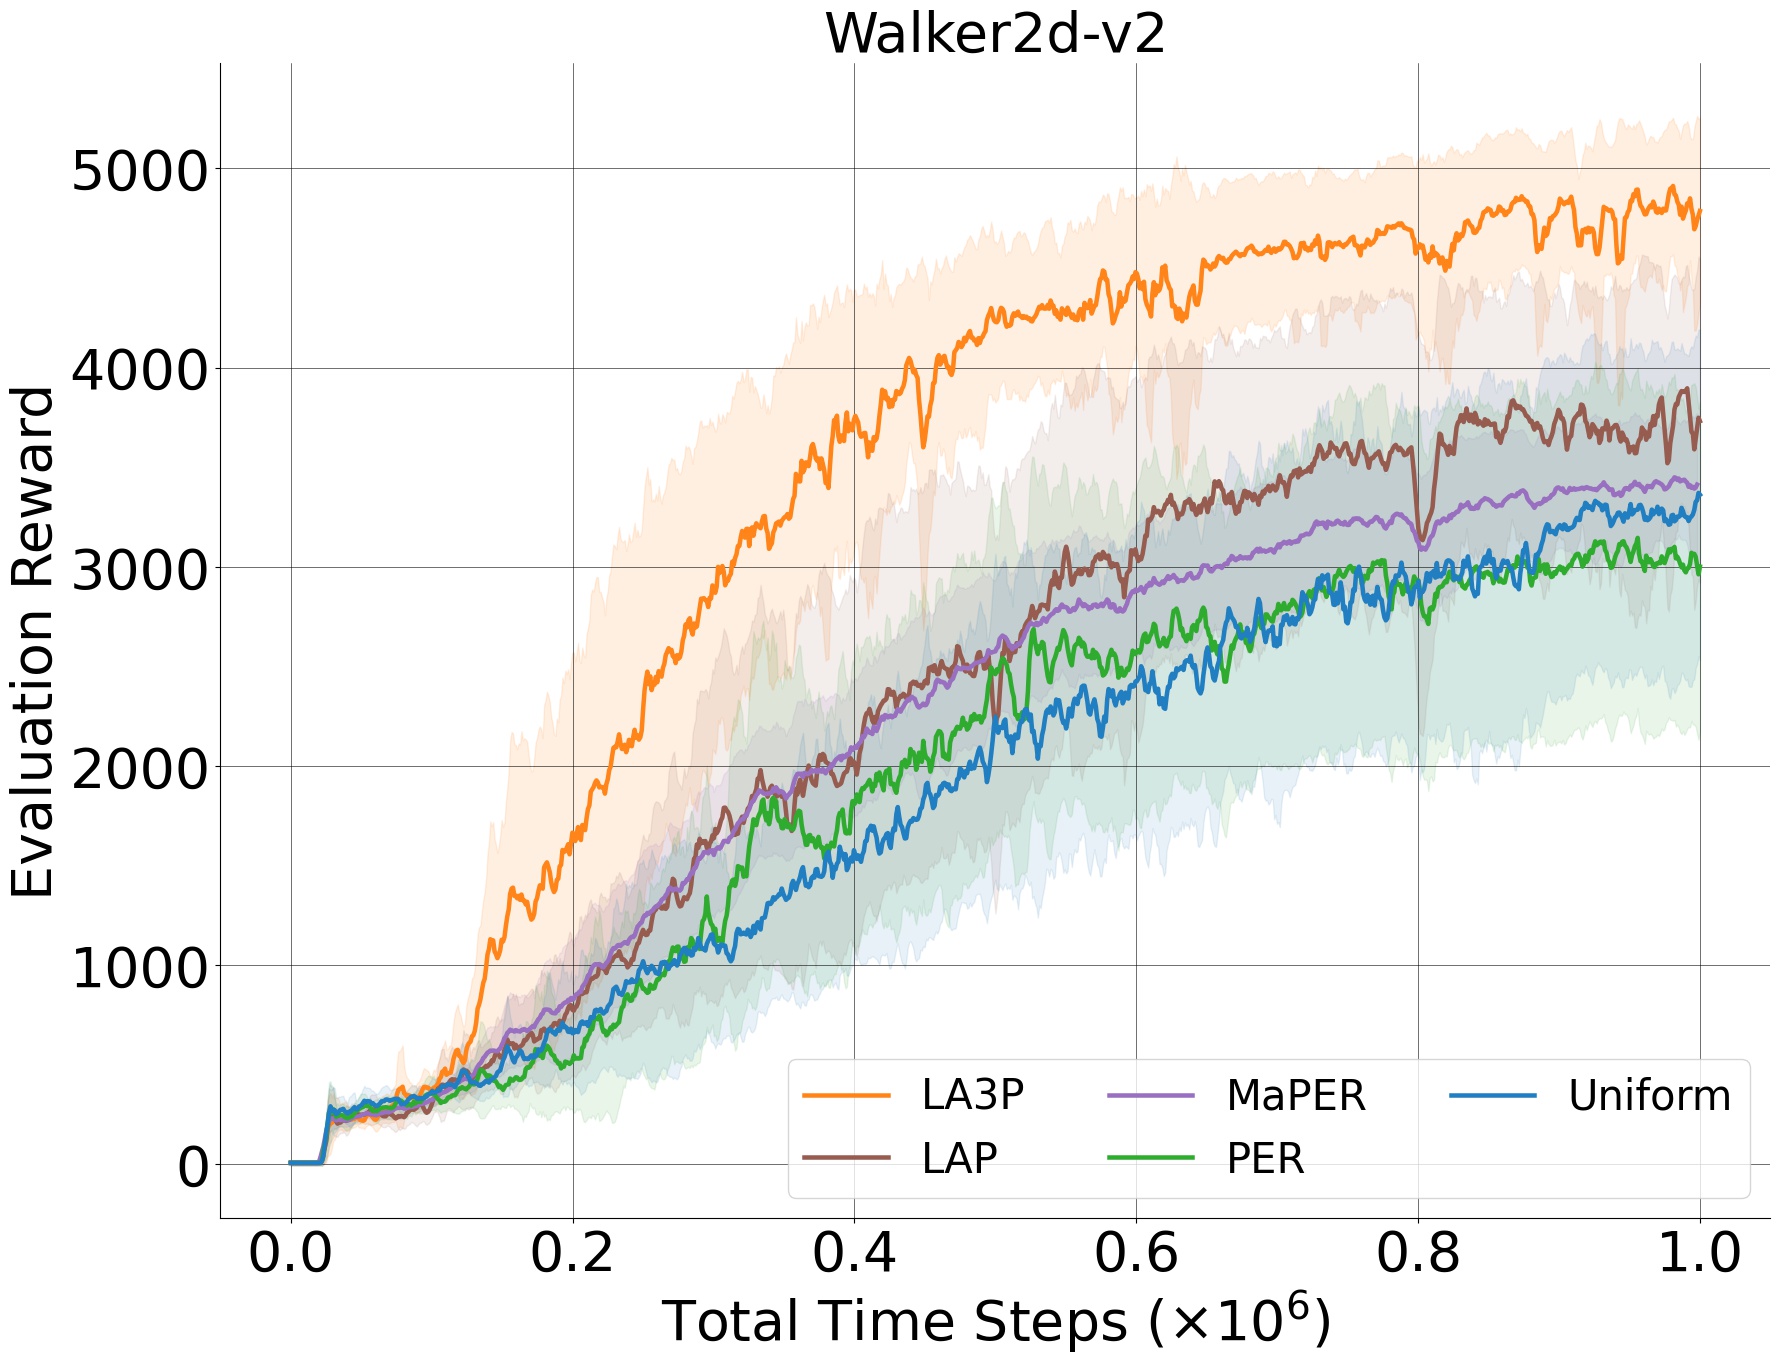 Walker2d-v2
Evaluation Reward
5000
4000
3000
2000
1000
0
LA3P
MaPER
Uniform
LAP
PER
0.0 0.2 0.4 0.6 0.8 1.0
Total Time Steps (×10⁶)